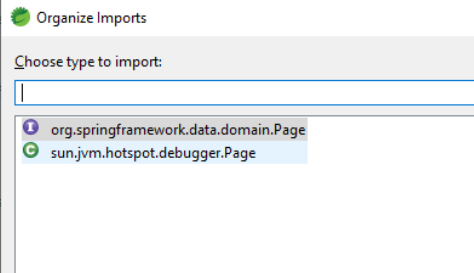 Organize Imports
Choose type to import:
org.springframework.data.domain.Page
sun.jvm.hotspot.debugger.Page